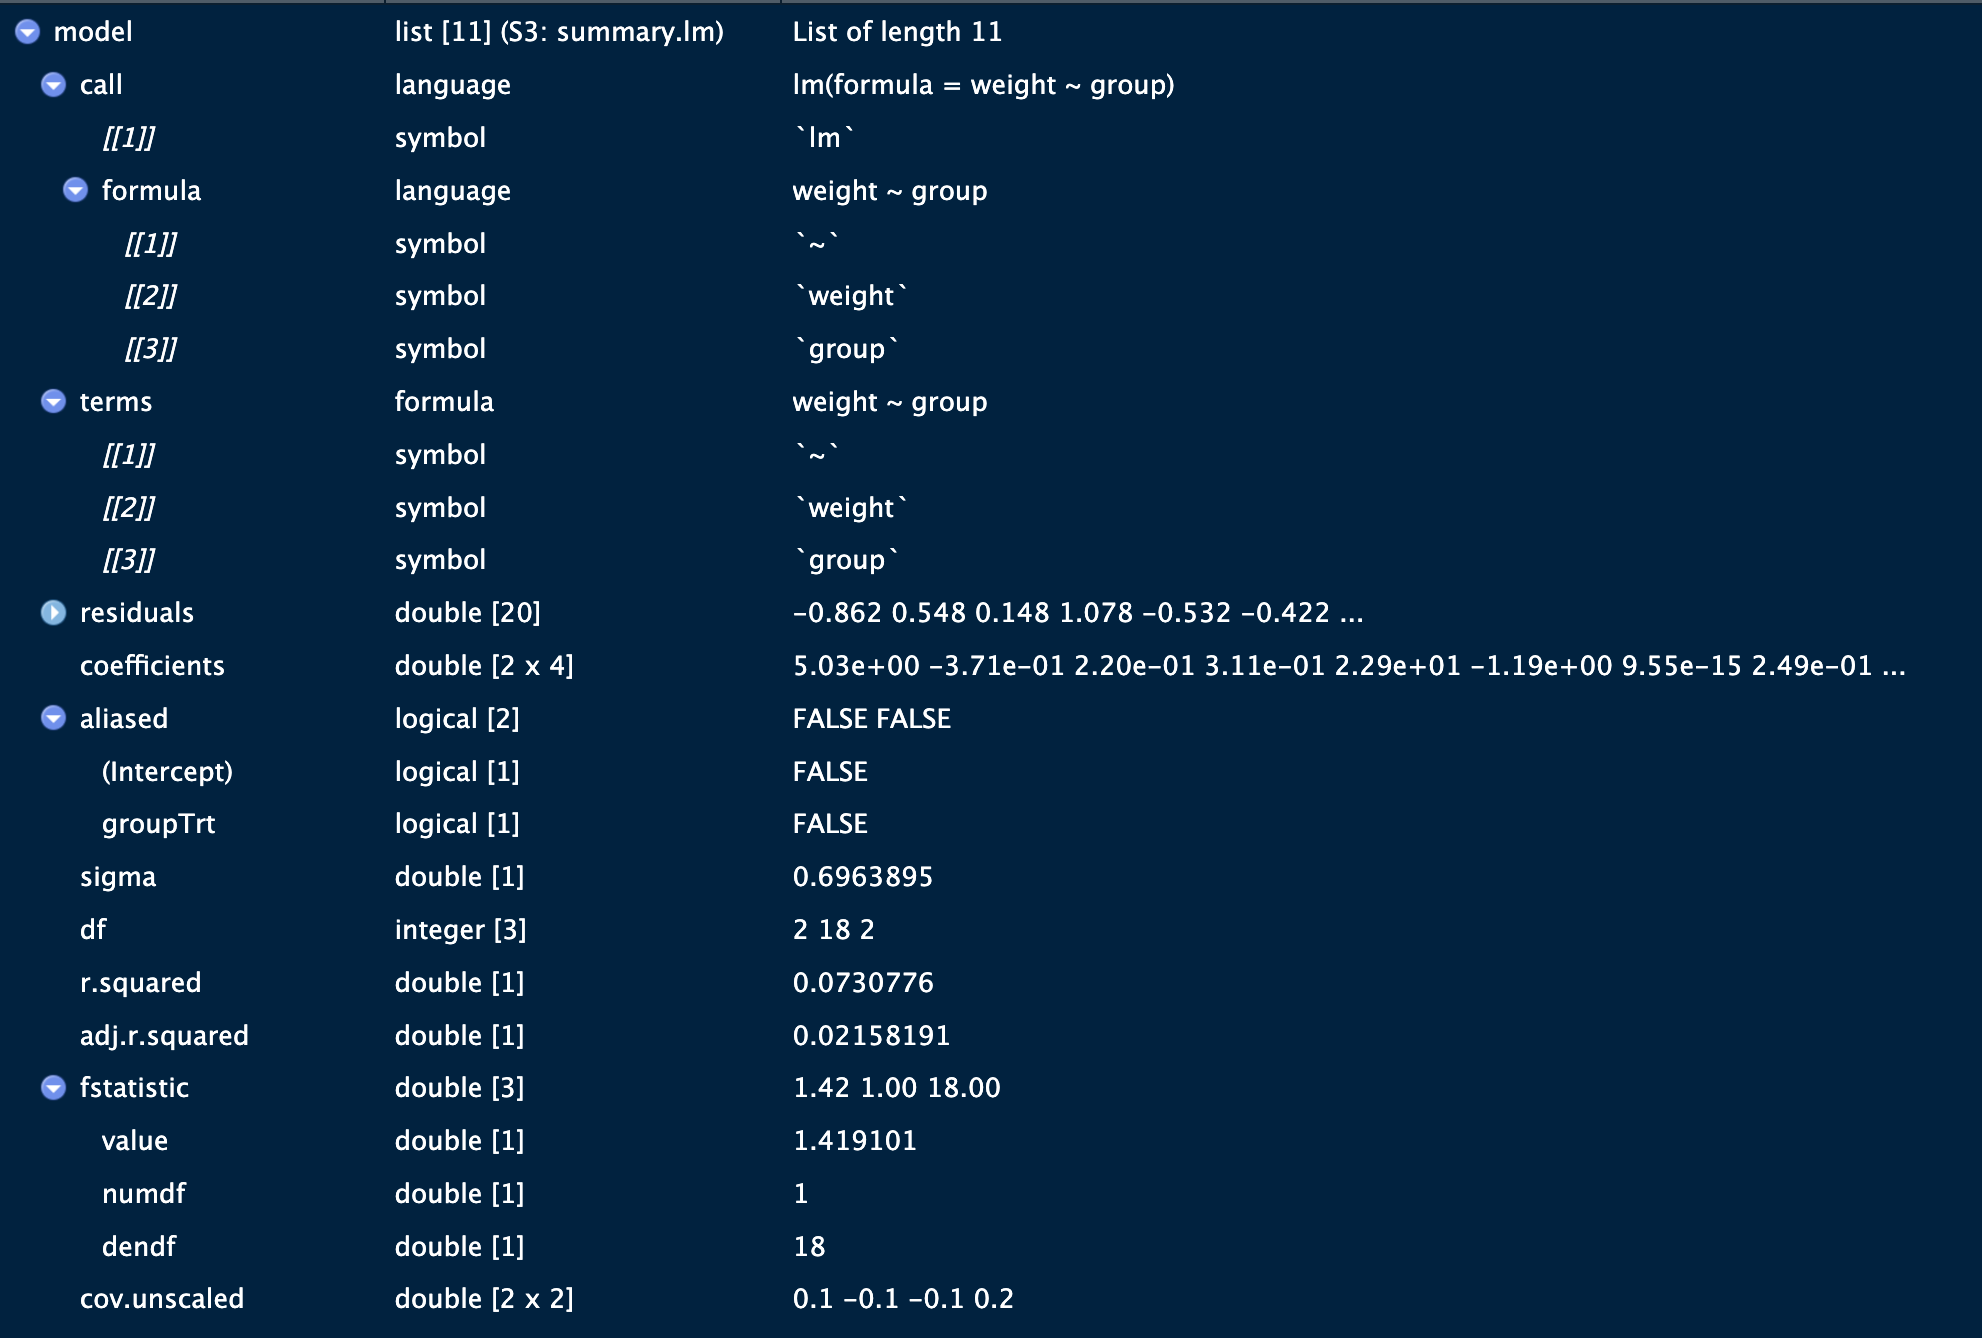 model list [11] (S3: summary.lm) List of length 11
call language lm(formula = weight ~ group)
[[1]] symbol `lm`
formula language weight ~ group
[[1]] symbol `~`
[[2]] symbol `weight`
[[3]] symbol `group`
terms formula weight ~ group
[[1]] symbol `~`
[[2]] symbol `weight`
[[3]] symbol `group`
residuals double [20] -0.862 0.548 0.148 1.078 -0.532 -0.422 ...
coefficients double [2 x 4] 5.03e+00 -3.71e-01 2.20e-01 3.11e-01 2.29e+01 -1.19e+00 9.55e-15 2.49e-01 ...
aliased logical [2] FALSE FALSE
(Intercept) logical [1] FALSE
groupTrt logical [1] FALSE
sigma double [1] 0.6963895
df integer [3] 2 18 2
r.squared double [1] 0.0730776
adj.r.squared double [1] 0.02158191
fstatistic double [3] 1.42 1.00 18.00
value double [1] 1.419101
numdf double [1] 1
dendf double [1] 18
cov.unscaled double [2 x 2] 0.1 -0.1 -0.1 0.2